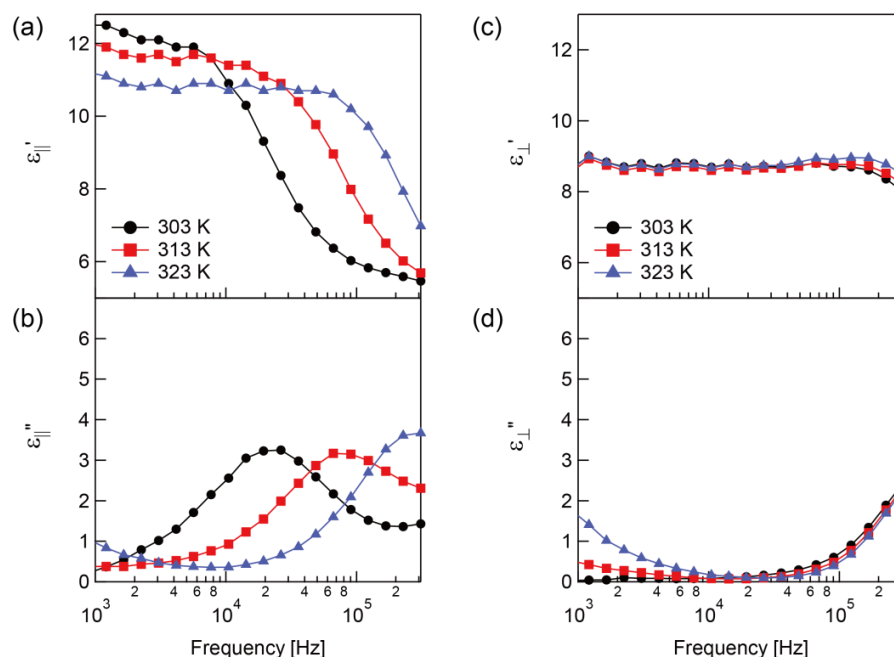 (a)
ε||'
12
10
8
6
303 K
313 K
323 K
(b)
ε||"
6
5
4
3
2
1
0
10³ 2 4 6 8 10⁴ 2 4 6 8 10⁵ 2
Frequency [Hz]
(c)
ε⊥'
12
10
8
6
303 K
313 K
323 K
(d)
ε⊥"
6
5
4
3
2
1
0
10³ 2 4 6 8 10⁴ 2 4 6 8 10⁵ 2
Frequency [Hz]